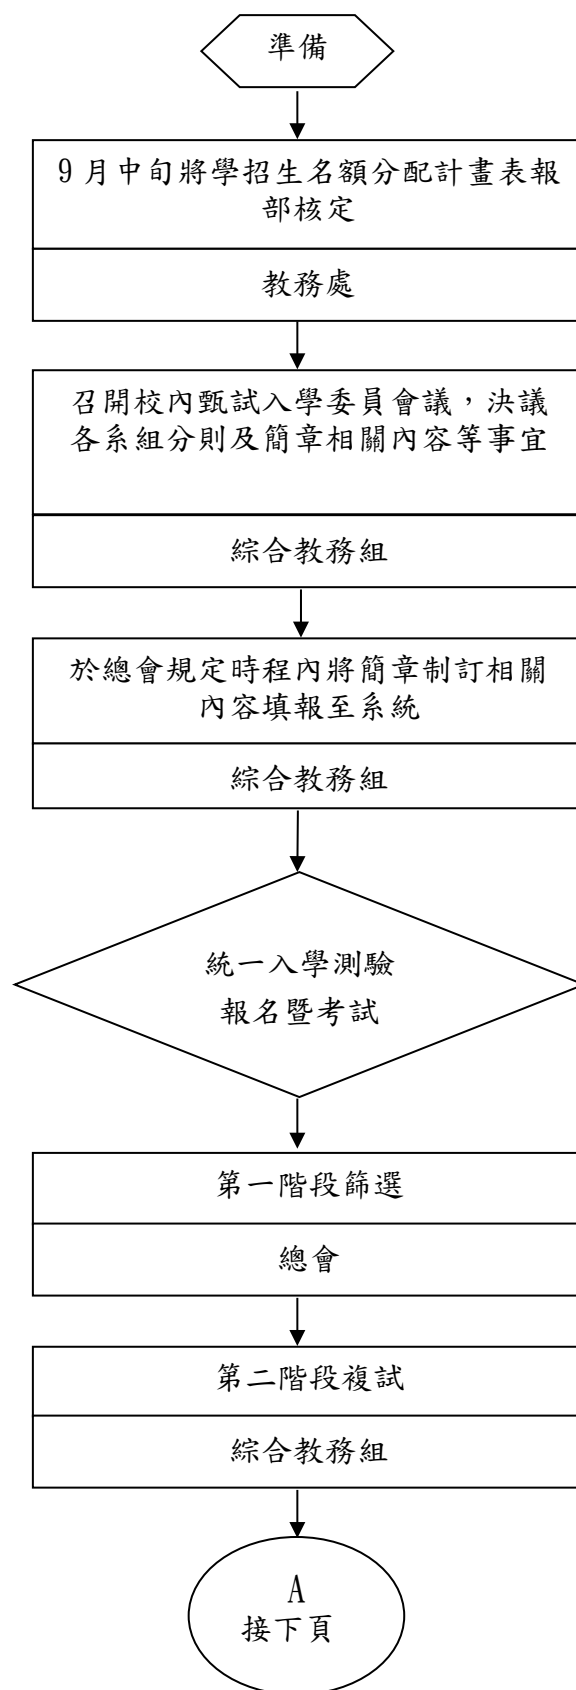 準備
9月中旬將學招生名額分配計畫表報
部核定
教務處
召開校內甄試入學委員會議，決議
各系組分則及簡章相關內容等事宜
綜合教務組
於總會規定時程內將簡章制訂相關
內容填報至系統
綜合教務組
統一入學測驗
報名暨考試
第一階段篩選
總會
第二階段複試
綜合教務組
A
接下頁